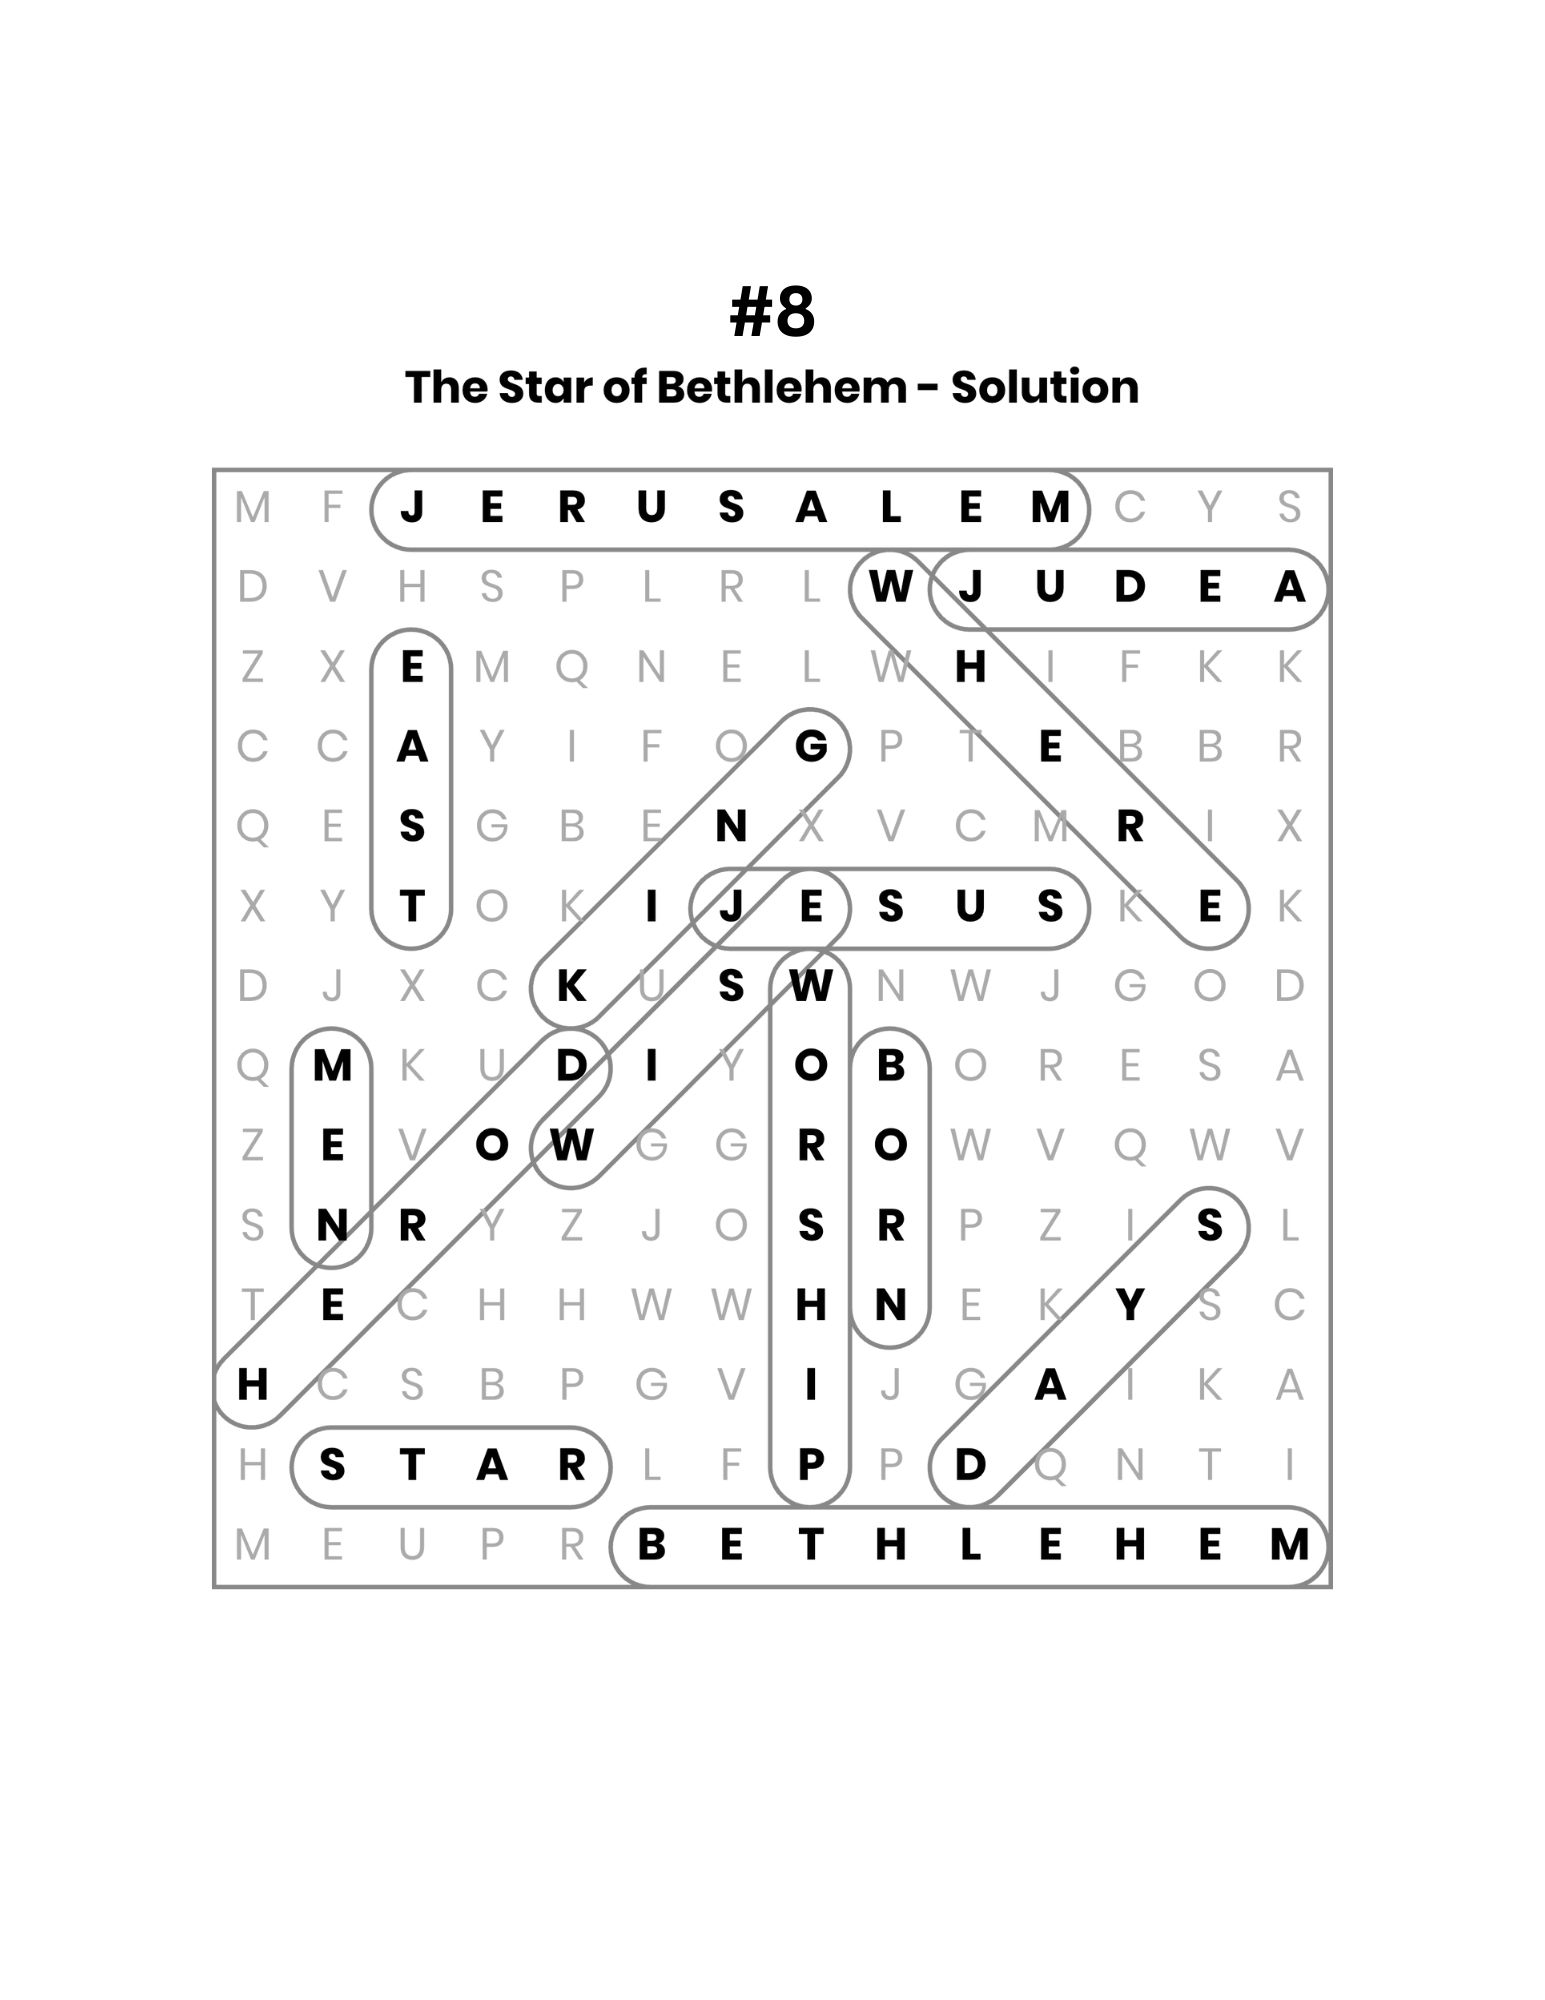 #8
The Star of Bethlehem - Solution
M F J E R U S A L E M C Y S
D V H S P L R L W J U D E A
Z X E M Q N E L W H I F K K
C C A Y I F O G P T E B B R
Q E S G B E N X V C M R I X
X Y T O K I J E S U S K E K
D J X C K U S W N W J G O D
Q M K U D I Y O B O R E S A
Z E V O W G G R O W V Q W V
S N R Y Z J O S R P Z I S L
T E C H H W W H N E K Y S C
H C S B P G V I J G A I K A
H S T A R L F P P D Q N T I
M E U P R B E T H L E H E M